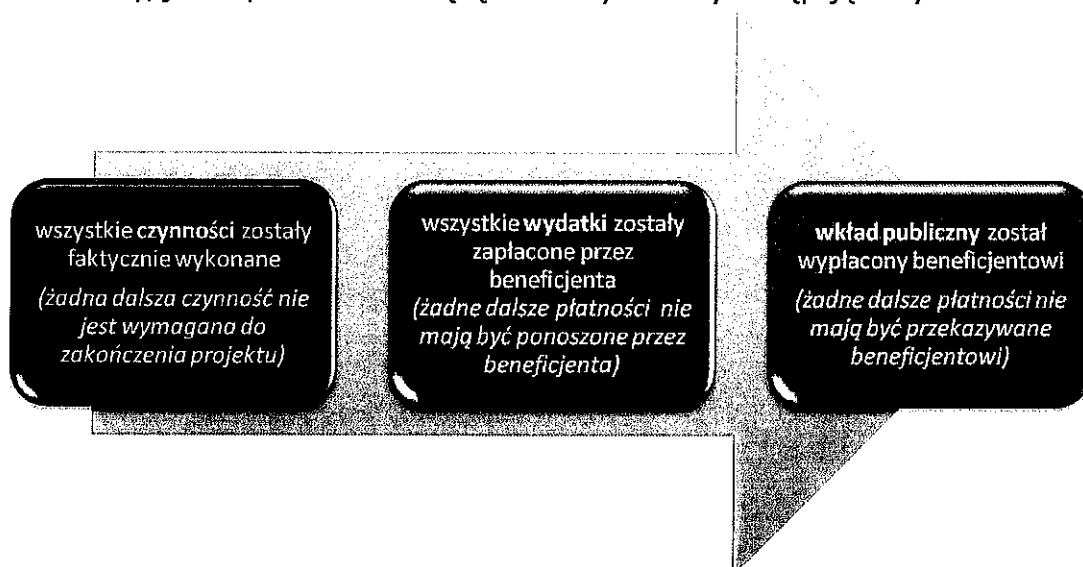 wszystkie czynności zostały
faktycznie wykonane
(żadna dalsza czynność nie
jest wymagana do
zakończenia projektu)
wszystkie wydatki zostały
zapłacone przez
beneficjenta
(żadne dalsze płatności nie
mają być ponoszone przez
beneficjenta)
wkład publiczny został
wypłacony beneficjentowi
(żadne dalsze płatności nie
mają być przekazywane
beneficjentowi)